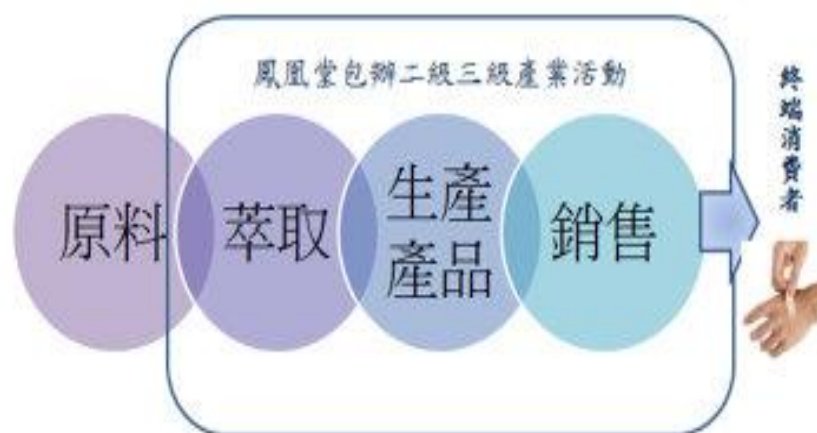 鳳凰堂包辦二級三級產業活動
原料
萃取
生產
產品
銷售
終端消費者